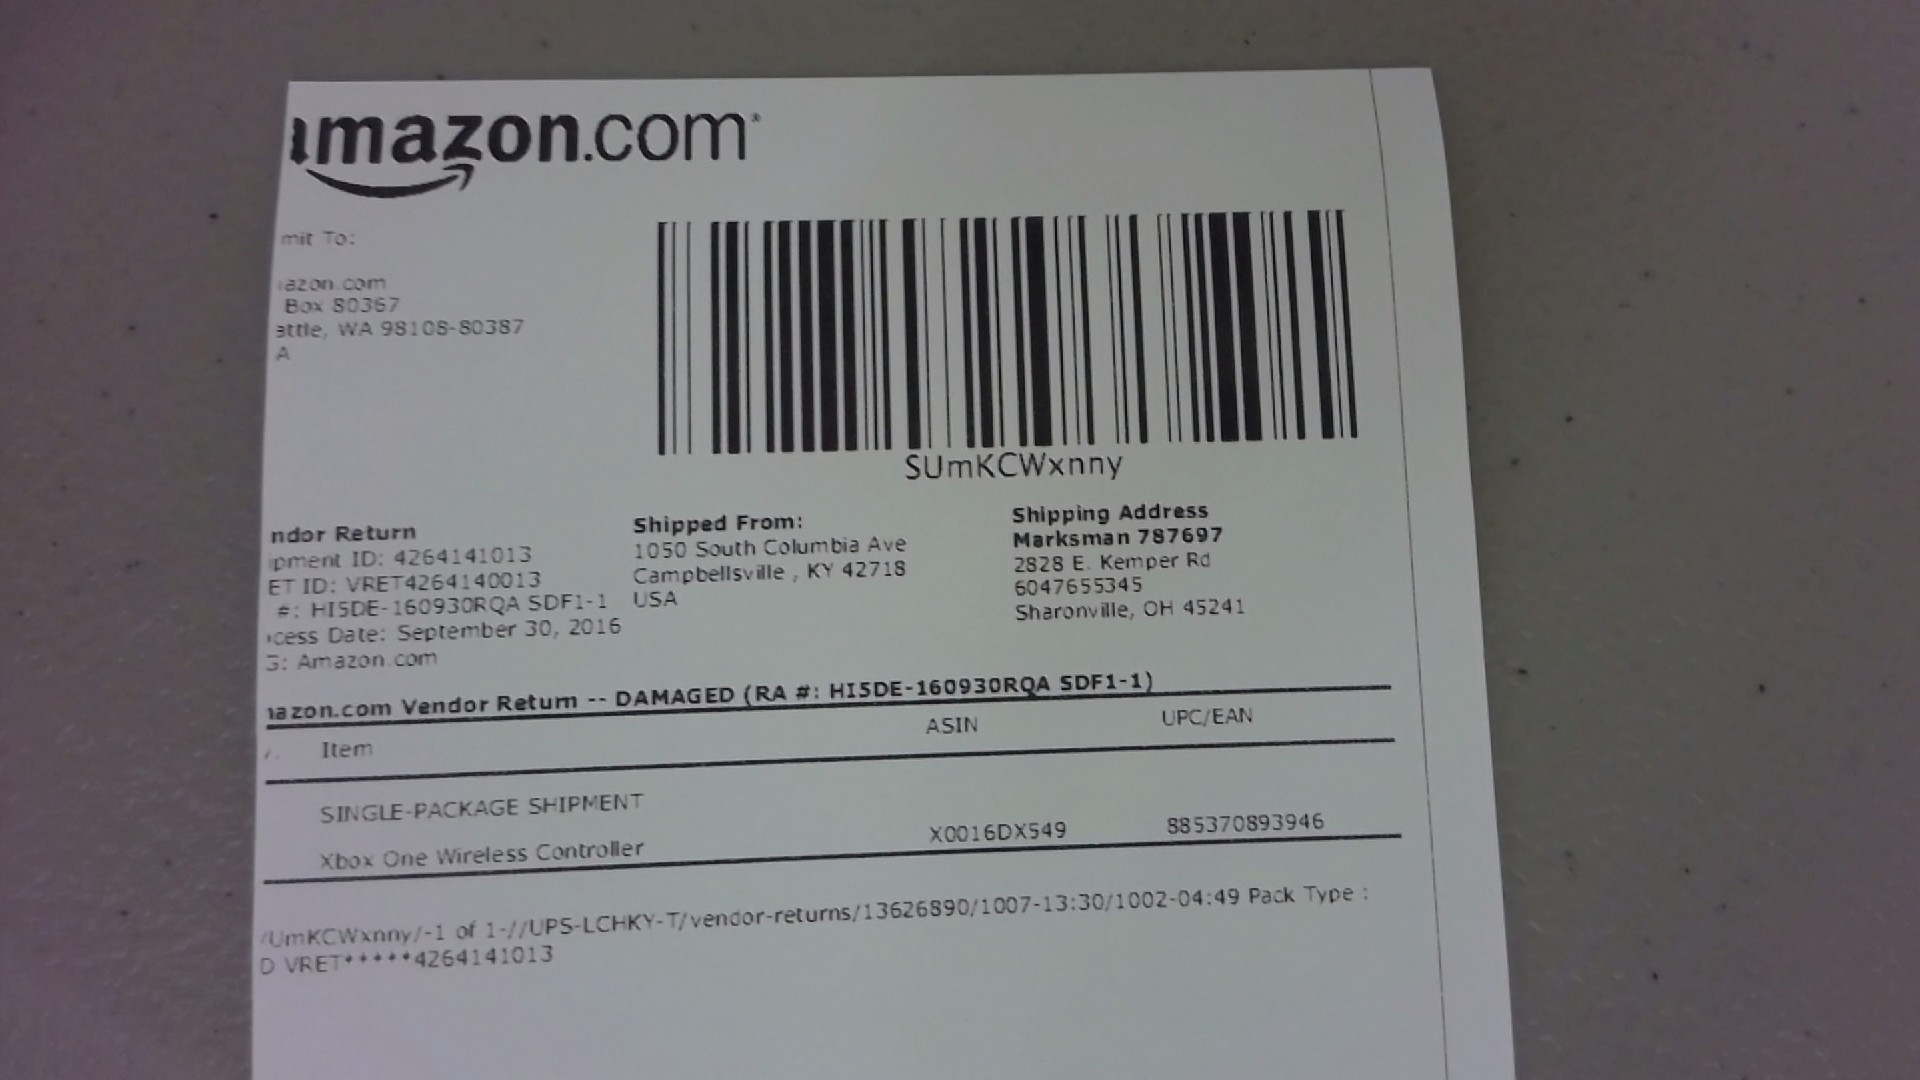 amazon.com
mit To:
azon.com
Box 80367
attle, WA 98108-80387
A
SUmKCWxnny
ndor Return
ipment ID: 4264141013
ET ID: VRET4264140013
#: HI5DE-160930RQA SDF1-1
cess Date: September 30, 2016
G: Amazon.com
Shipped From:
1050 South Columbia Ave
Campbellsville , KY 42718
USA
Shipping Address
Marksman 787697
2828 E. Kemper Rd
6047655345
Sharonville, OH 45241
azon.com Vendor Return -- DAMAGED (RA #: HI5DE-160930RQA SDF1-1)
Item ASIN UPC/EAN
SINGLE-PACKAGE SHIPMENT
Xbox One Wireless Controller X0016DX549 885370893946
UmKCWxnny/-1 of 1-//UPS-LCHKY-T/vendor-returns/13626890/1007-13:30/1002-04:49 Pack Type :
D VRET*****4264141013